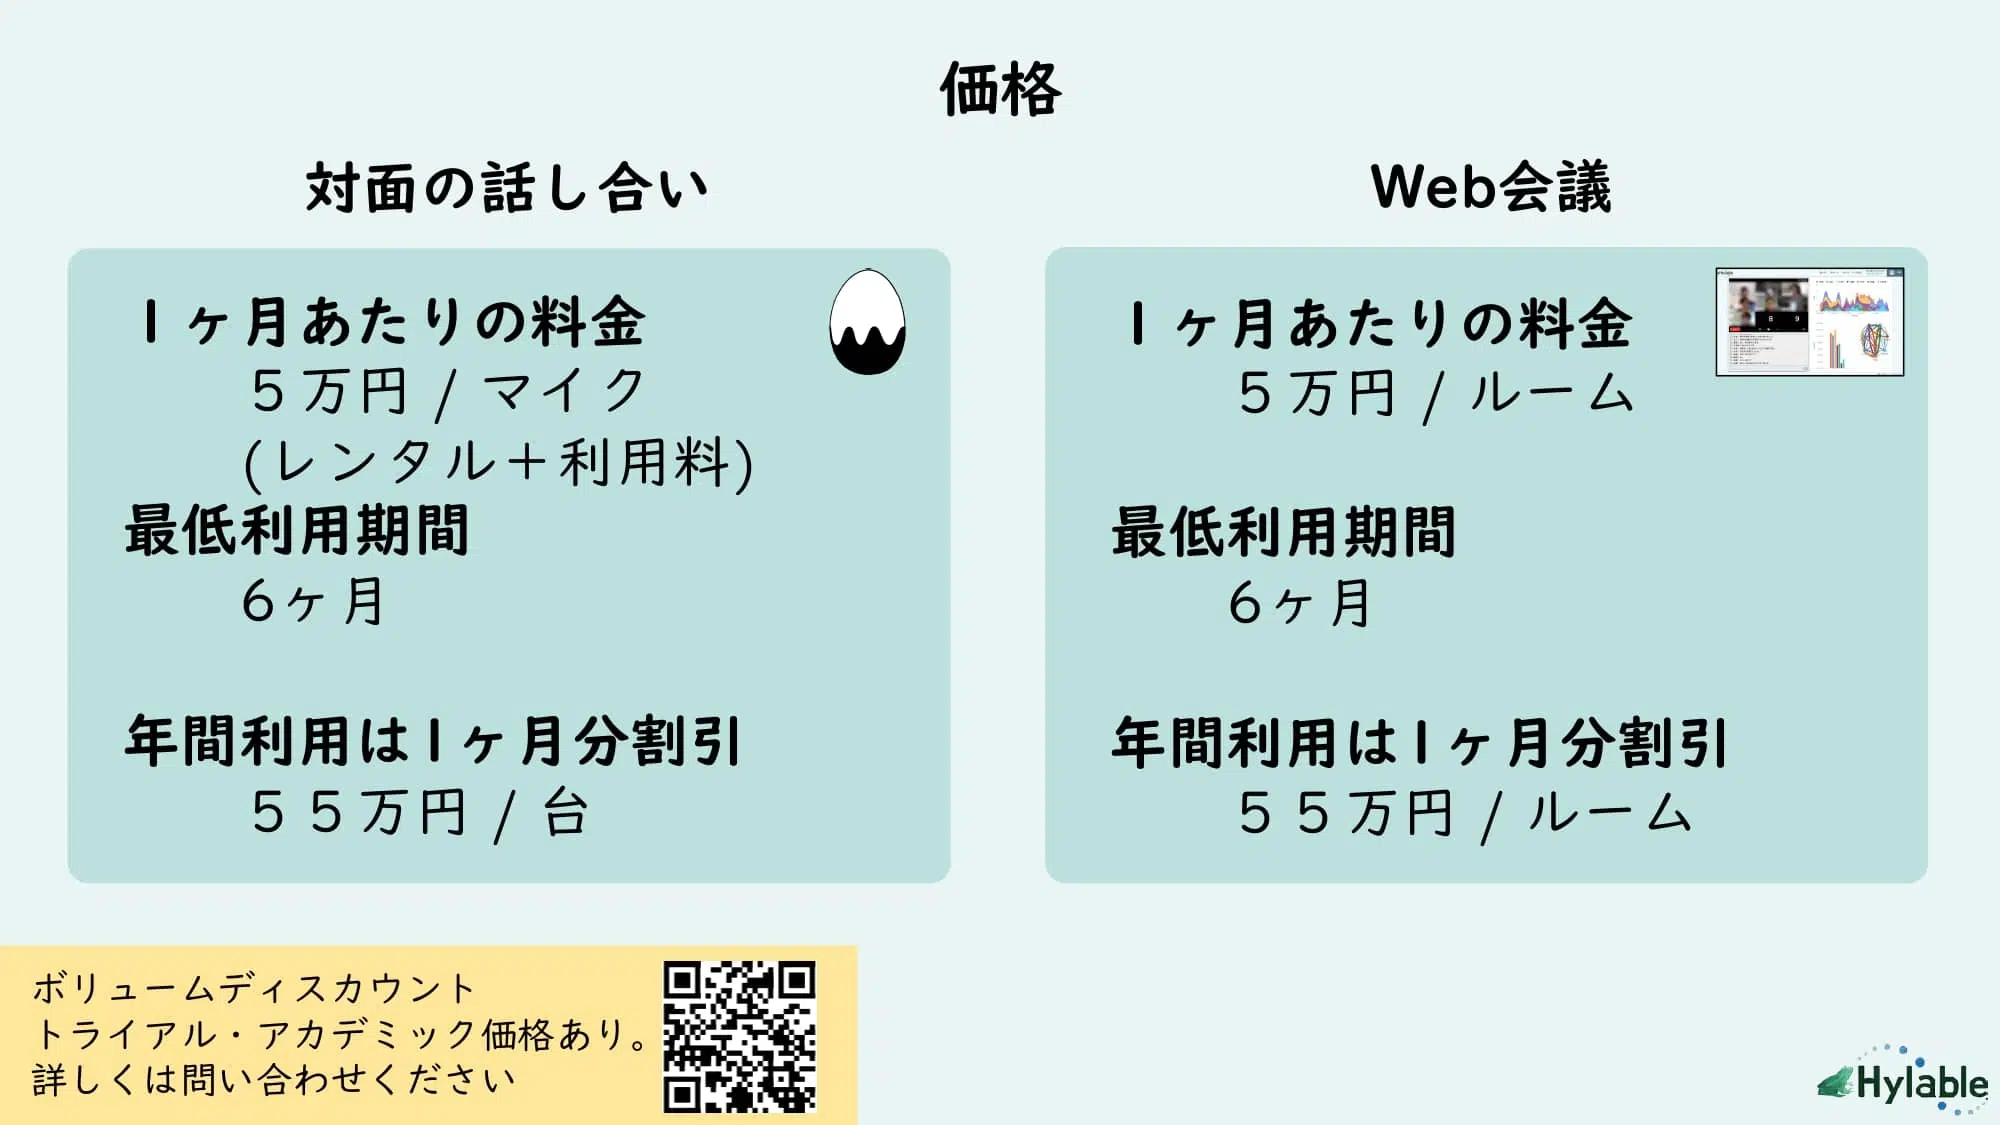 価格
対面の話し合い
1ヶ月あたりの料金
5万円 / マイク
(レンタル＋利用料)
最低利用期間
6ヶ月
年間利用は1ヶ月分割引
55万円 / 台
Web会議
1ヶ月あたりの料金
5万円 / ルーム
最低利用期間
6ヶ月
年間利用は1ヶ月分割引
55万円 / ルーム
ボリュームディスカウント
トライアル・アカデミック価格あり。
詳しくは問い合わせください
Hylable